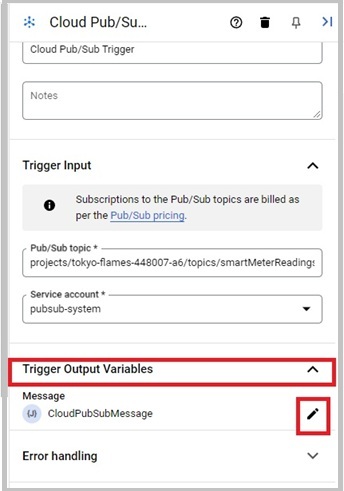 Cloud Pub/Su...
Cloud Pub/Sub Trigger
Notes
Trigger Input
Subscriptions to the Pub/Sub topics are billed as
per the Pub/Sub pricing.
Pub/Sub topic *
projects/tokyo-flames-448007-a6/topics/smartMeterReadings
Service account *
pubsub-system
Trigger Output Variables
Message
CloudPubSubMessage
Error handling